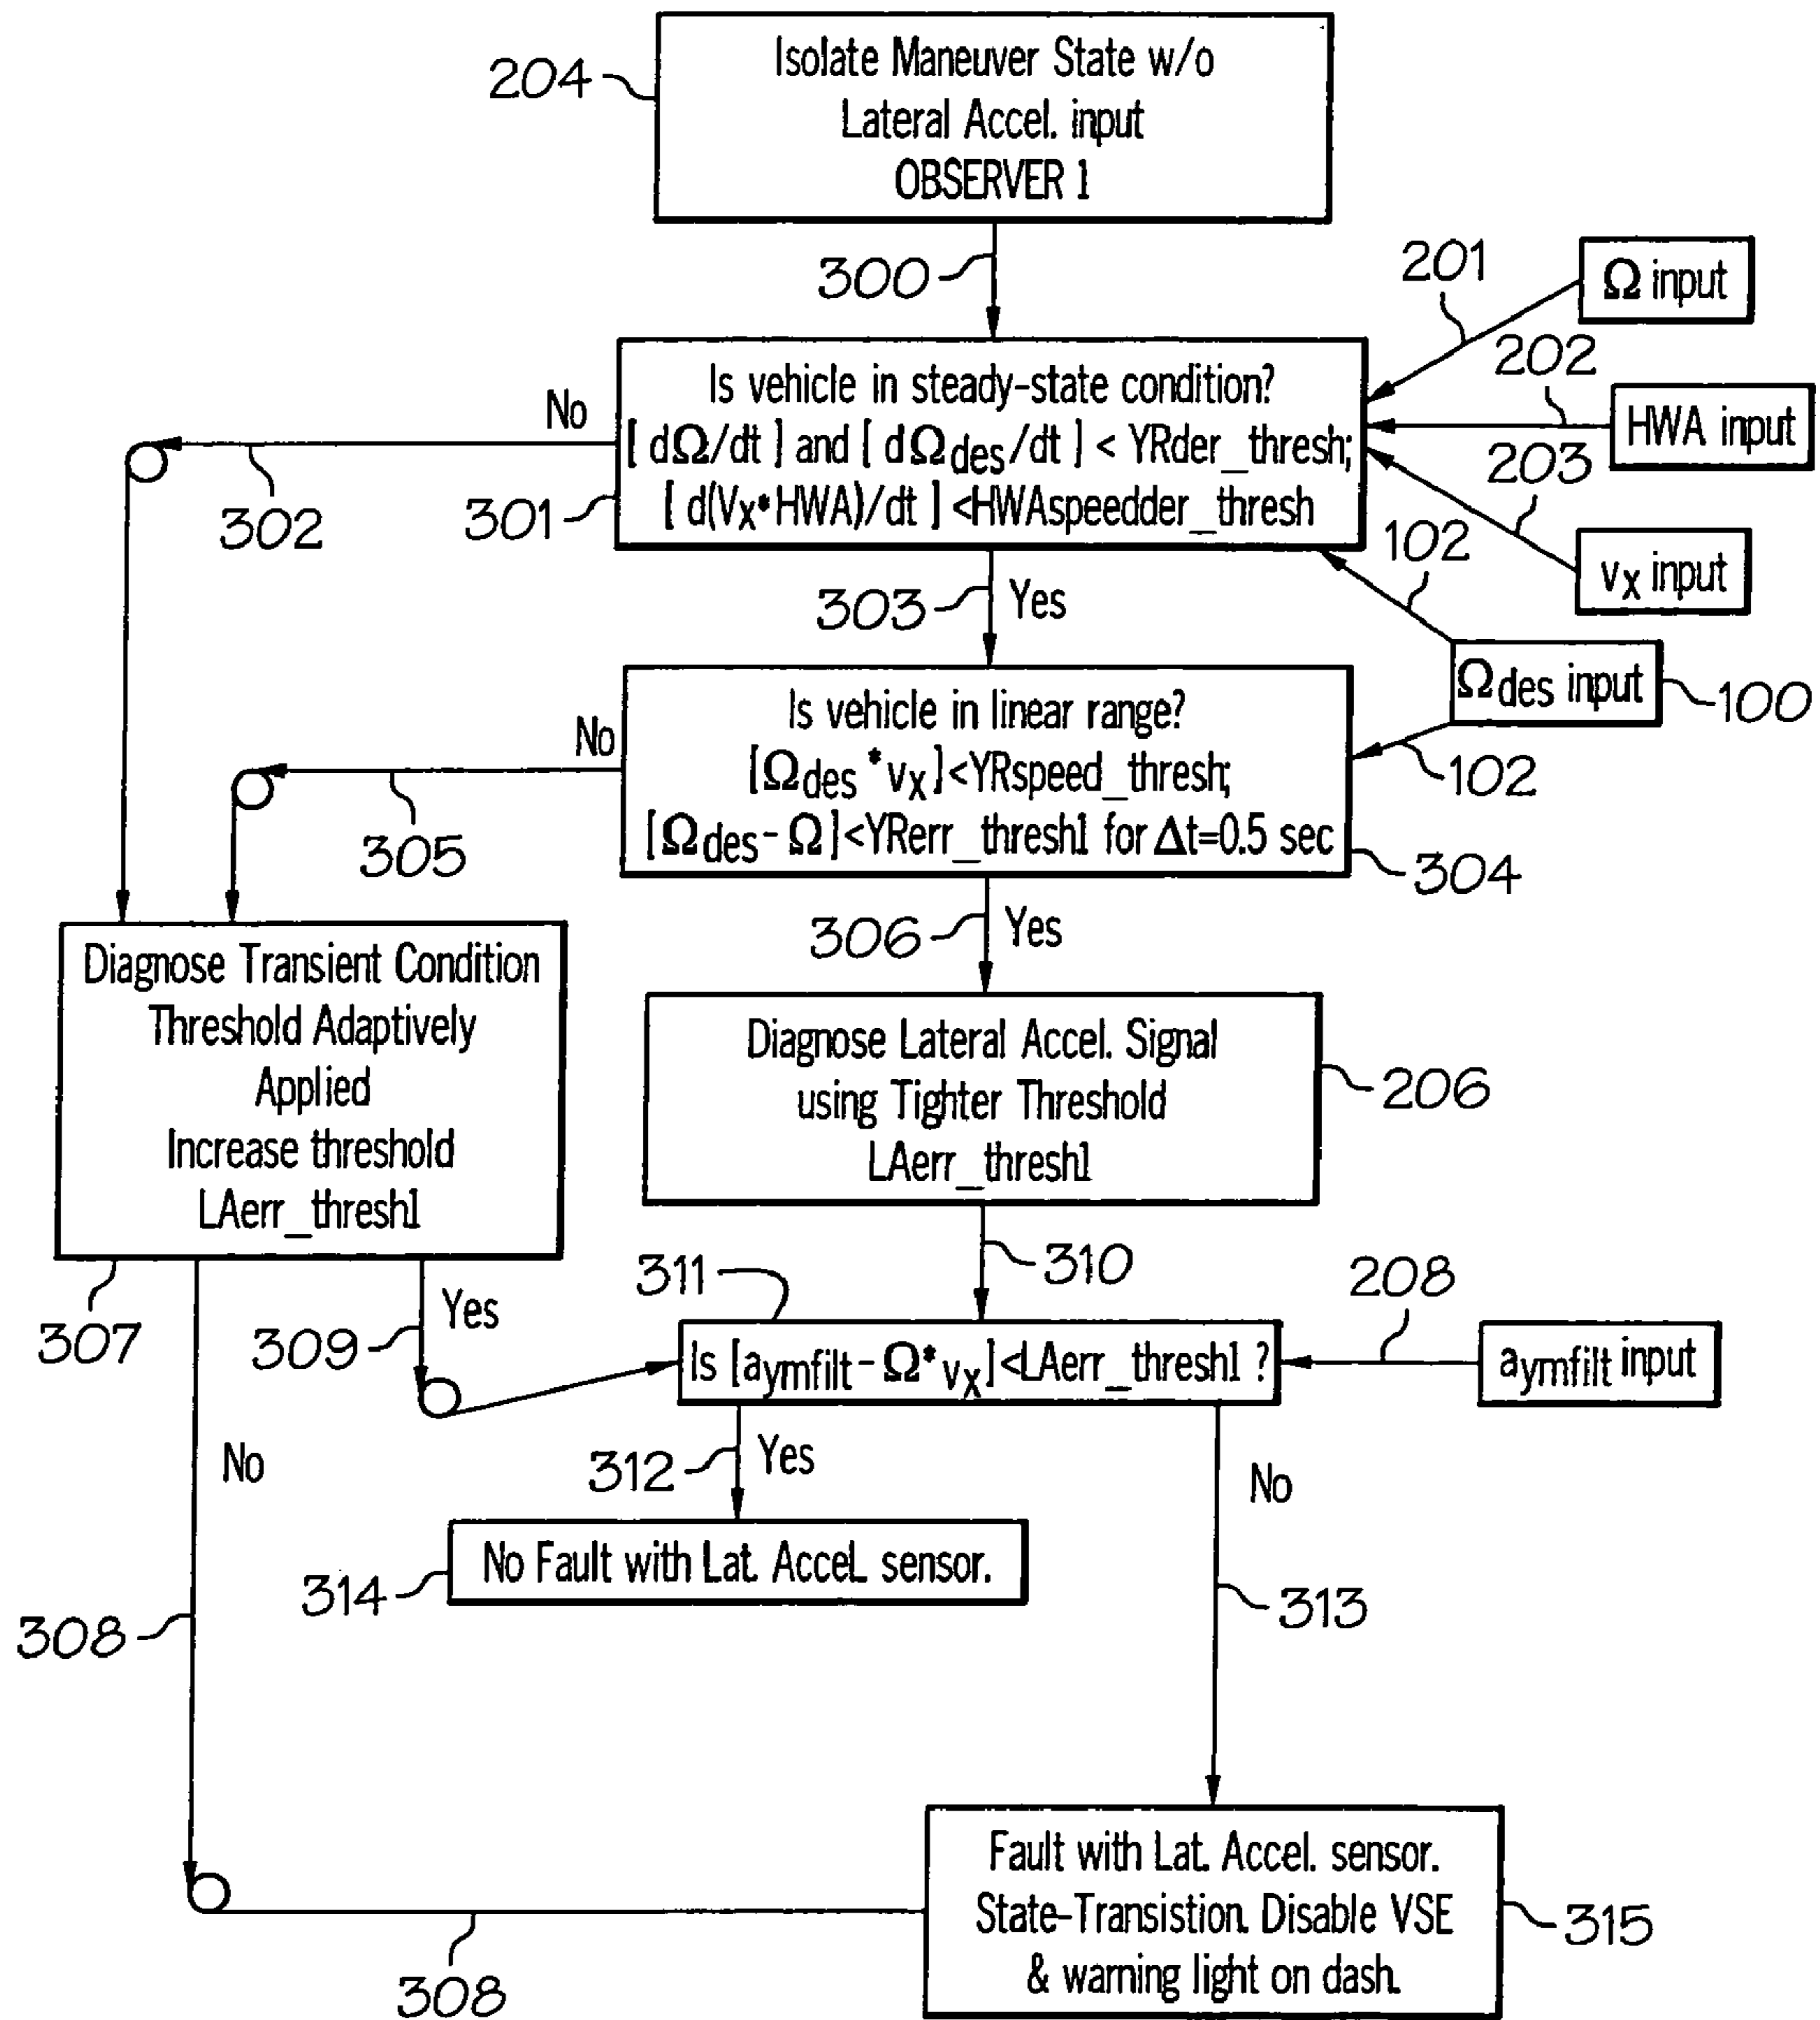 204
Isolate Maneuver State w/o
Lateral Accel. input
OBSERVER 1
300
201
Ω input
202
HWA input
203
vx input
No
302
Is vehicle in steady-state condition?
[ dΩ/dt ] and [ dΩdes/dt ] < YRder_thresh;
[ d(Vx*HWA)/dt ] <HWAspeedder_thresh
301
102
303
Yes
Ωdes input
100
102
No
305
Is vehicle in linear range?
[Ωdes*vx]<YRspeed_thresh;
[Ωdes-Ω]<YRerr_thresh1 for Δt=0.5 sec
304
306
Yes
Diagnose Transient Condition
Threshold Adaptively
Applied
Increase threshold
LAerr_thresh1
307
Diagnose Lateral Accel. Signal
using Tighter Threshold
LAerr_thresh1
206
310
311
309
Yes
Is [aymfilt-Ω*vx]<LAerr_thresh1 ?
208
aymfilt input
No
308
312
Yes
No
313
No Fault with Lat. Accel. sensor.
314
308
Fault with Lat. Accel. sensor.
State-Transistion. Disable VSE
& warning light on dash.
315